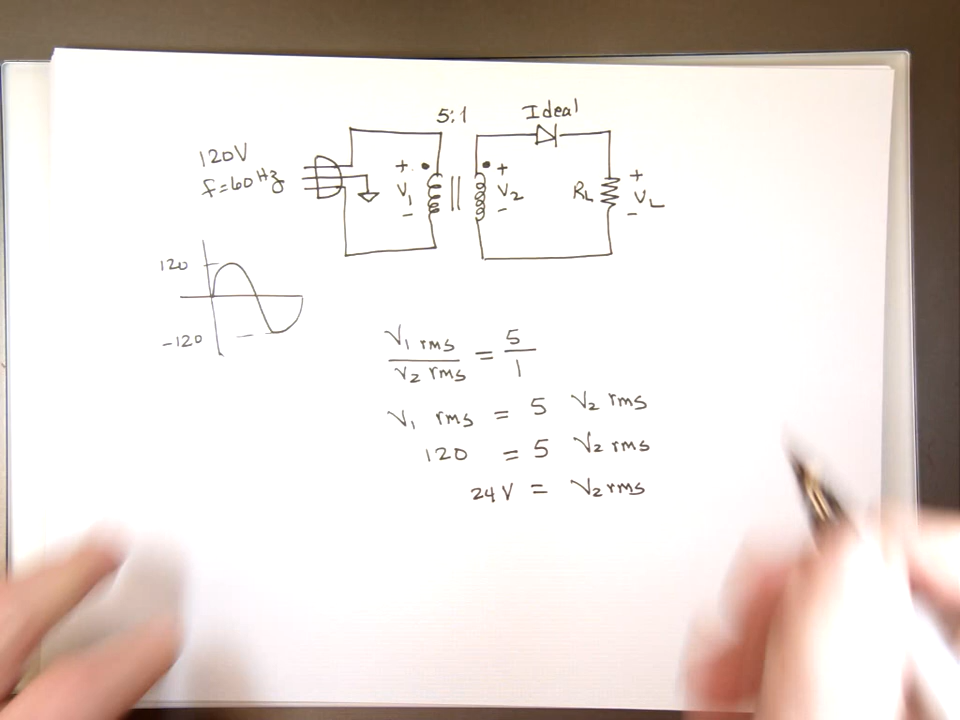 5:1
Ideal
120V
f=60Hz
+ V1 -
+ V2 -
RL
+ VL -
120
-120
V1 rms / V2 rms = 5 / 1
V1 rms = 5 V2 rms
120 = 5 V2 rms
24V = V2 rms